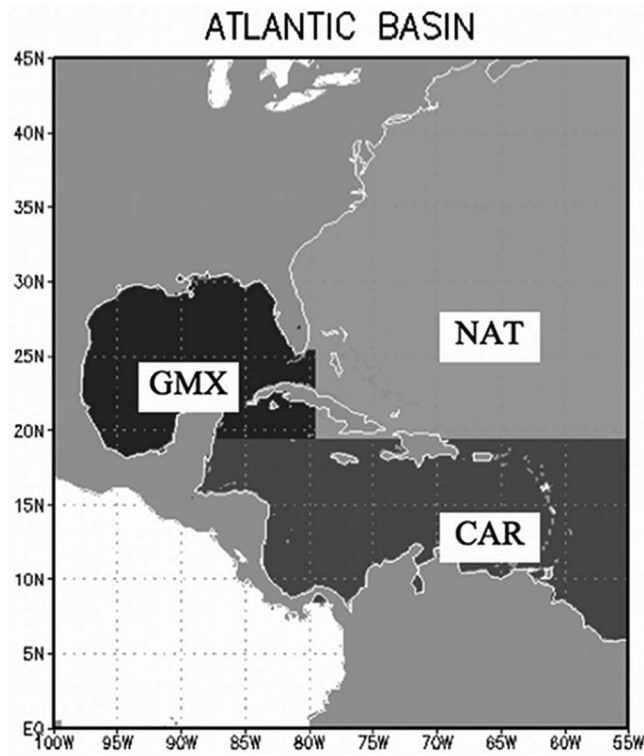 ATLANTIC BASIN
45N
40N
35N
30N
25N
20N
15N
10N
5N
EQ
NAT
GMX
CAR
100W 95W 90W 85W 80W 75W 70W 65W 60W 55W